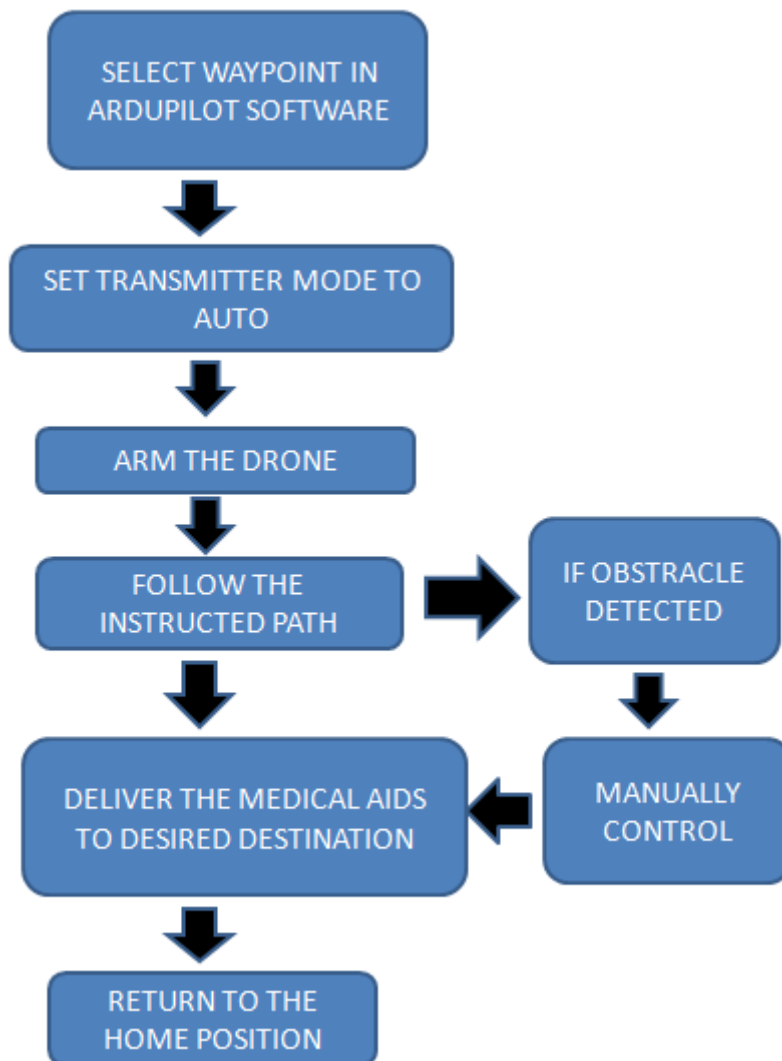 SELECT WAYPOINT IN
ARDUPILOT SOFTWARE
SET TRANSMITTER MODE TO
AUTO
ARM THE DRONE
FOLLOW THE
INSTRUCTED PATH
IF OBSTRACLE
DETECTED
MANUALLY
CONTROL
DELIVER THE MEDICAL AIDS
TO DESIRED DESTINATION
RETURN TO THE
HOME POSITION